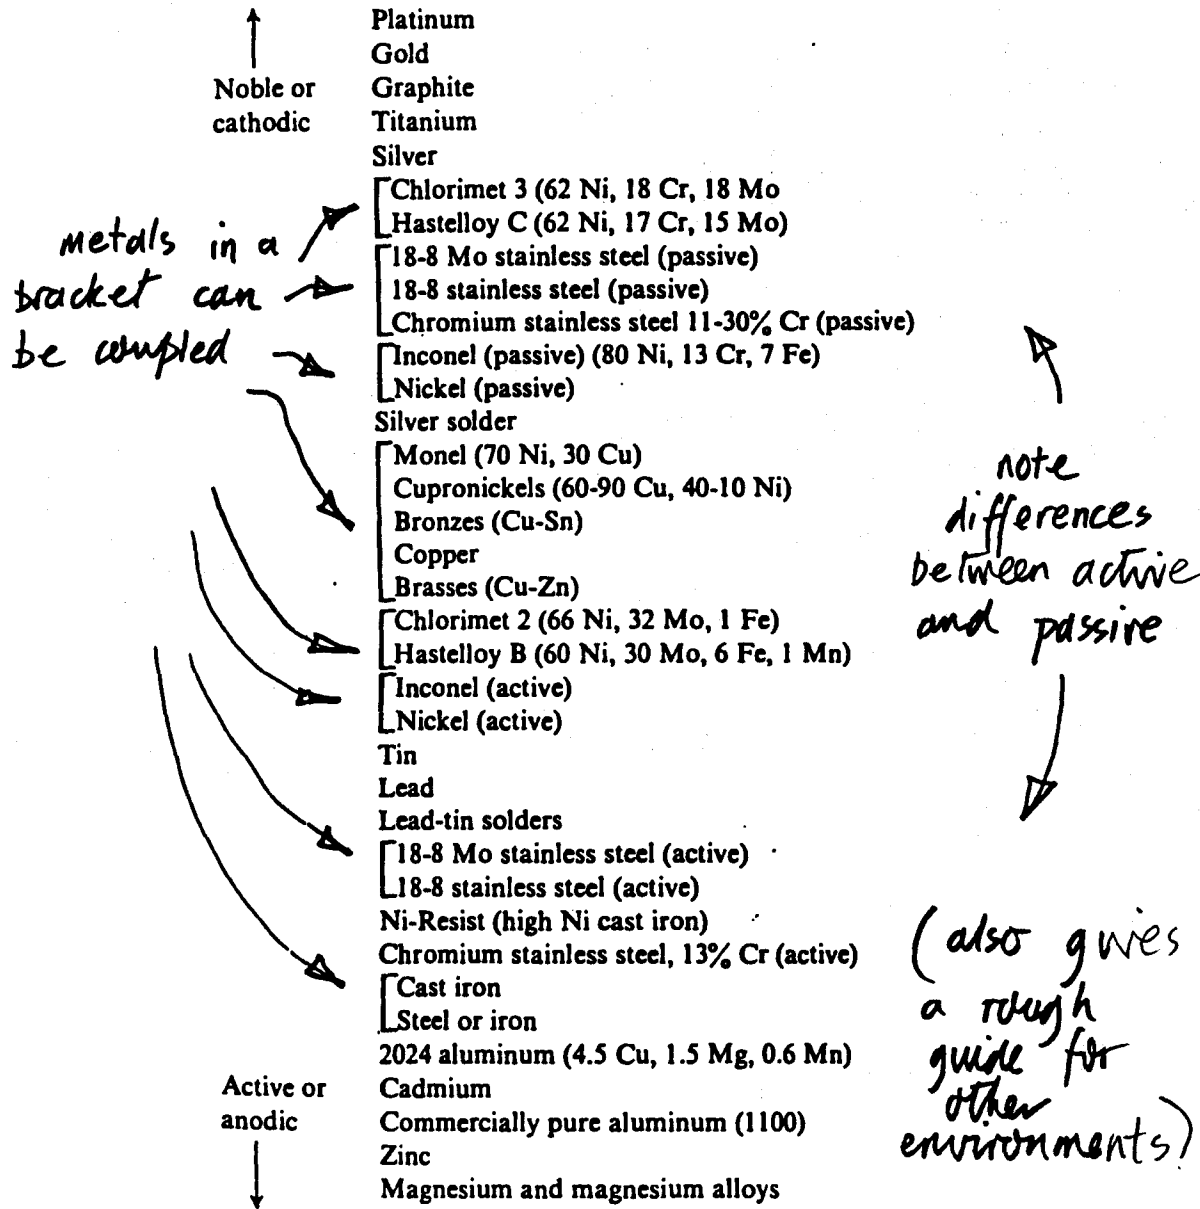 Platinum
Gold
Noble or
cathodic
Graphite
Titanium
Silver
Chlorimet 3 (62 Ni, 18 Cr, 18 Mo
Hastelloy C (62 Ni, 17 Cr, 15 Mo)
18-8 Mo stainless steel (passive)
18-8 stainless steel (passive)
Chromium stainless steel 11-30% Cr (passive)
Inconel (passive) (80 Ni, 13 Cr, 7 Fe)
Nickel (passive)
Silver solder
Monel (70 Ni, 30 Cu)
Cupronickels (60-90 Cu, 40-10 Ni)
Bronzes (Cu-Sn)
Copper
Brasses (Cu-Zn)
Chlorimet 2 (66 Ni, 32 Mo, 1 Fe)
Hastelloy B (60 Ni, 30 Mo, 6 Fe, 1 Mn)
Inconel (active)
Nickel (active)
Tin
Lead
Lead-tin solders
18-8 Mo stainless steel (active)
18-8 stainless steel (active)
Ni-Resist (high Ni cast iron)
Chromium stainless steel, 13% Cr (active)
Cast iron
Steel or iron
2024 aluminum (4.5 Cu, 1.5 Mg, 0.6 Mn)
Active or
anodic
Cadmium
Commercially pure aluminum (1100)
Zinc
Magnesium and magnesium alloys
metals in a
bracket can
be coupled
note
differences
between active
and passive
(also gives
a rough
guide for
other
environments)